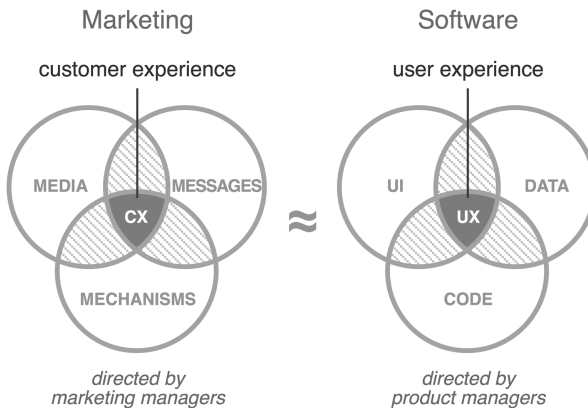 Marketing
customer experience
MEDIA
MESSAGES
CX
MECHANISMS
directed by
marketing managers
≈
Software
user experience
UI
DATA
UX
CODE
directed by
product managers